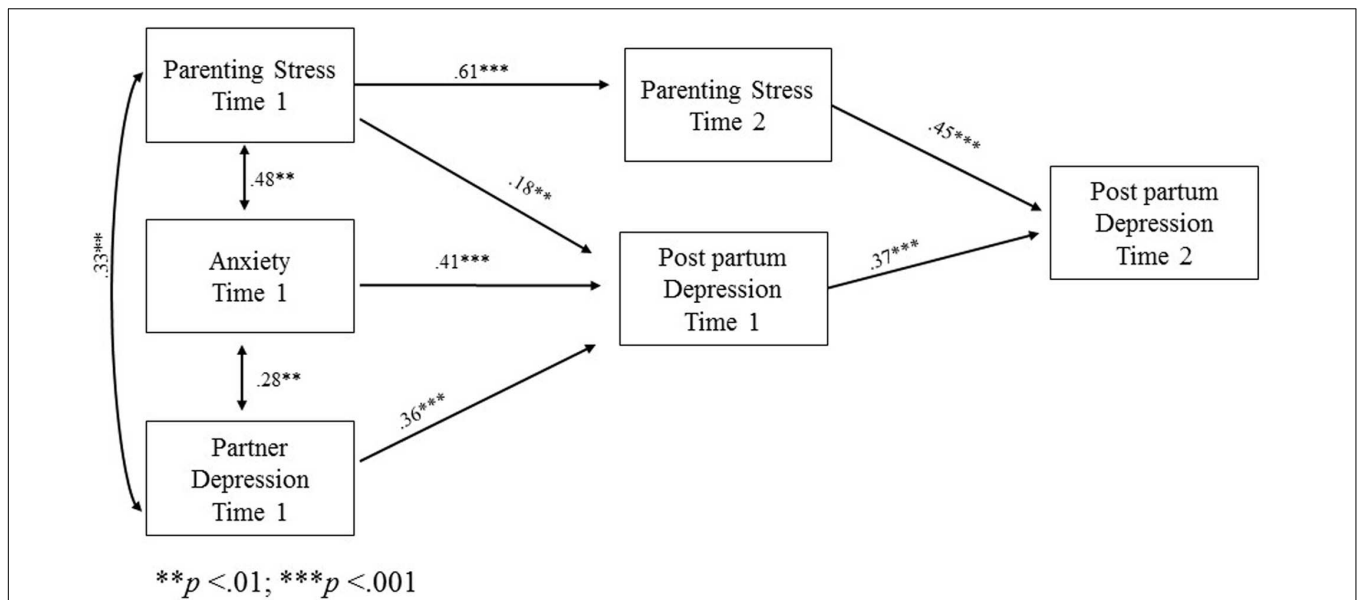 Parenting Stress
Time 1
.61***
Parenting Stress
Time 2
.45***
.48**
.18**
Post partum
Depression
Time 2
.33**
Anxiety
Time 1
.41***
Post partum
Depression
Time 1
.37***
.28**
.36***
Partner
Depression
Time 1
**p <.01; ***p <.001